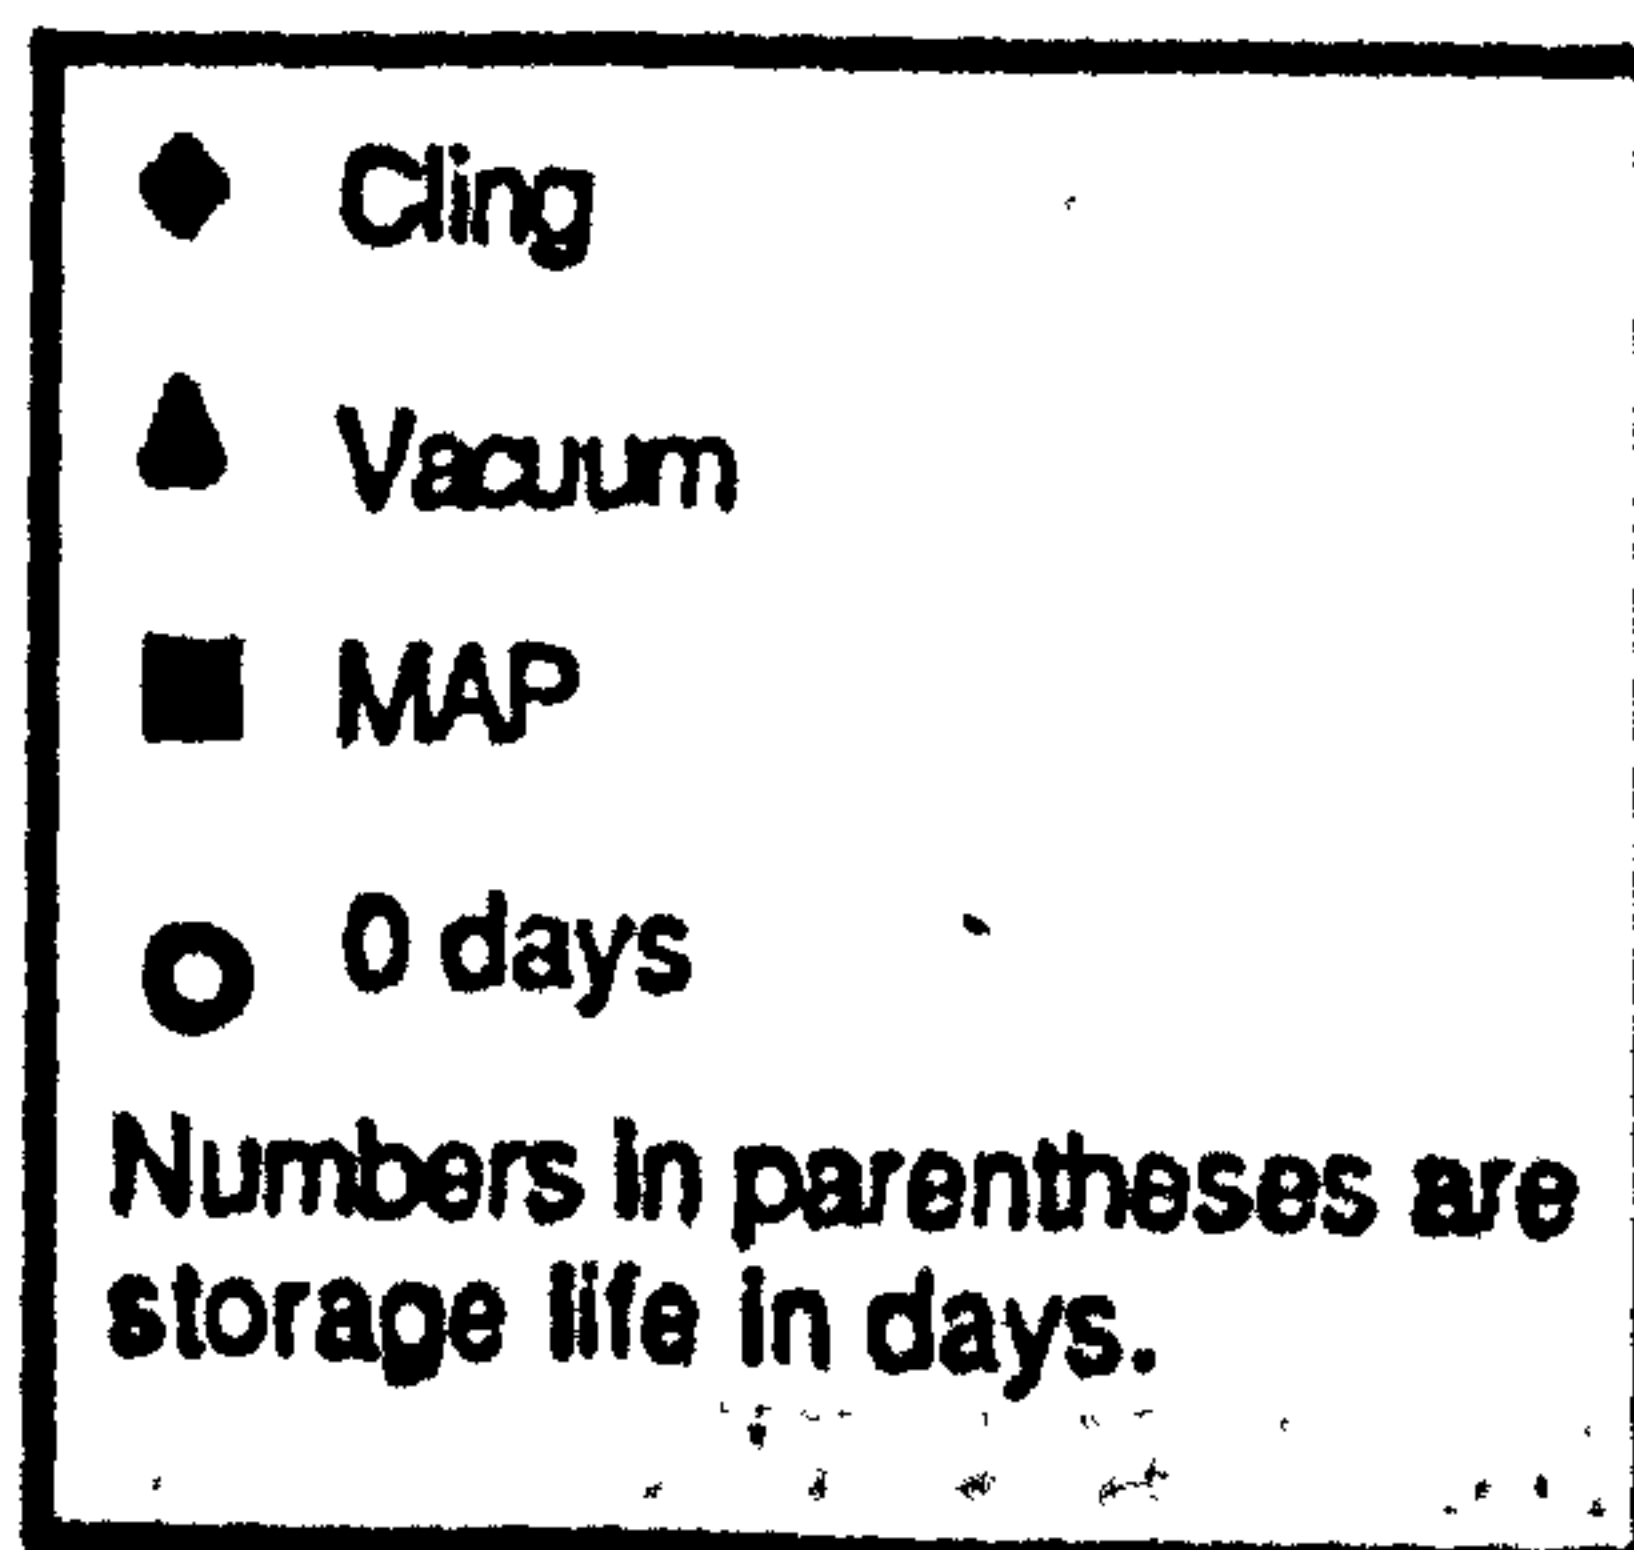 Cling
Vacuum
MAP
0 days
Numbers in parentheses are
storage life in days.